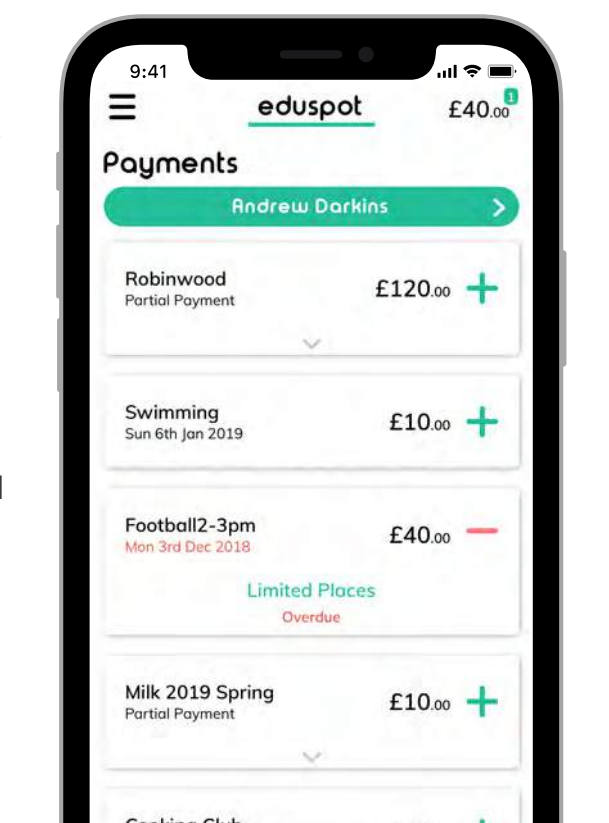 9:41
eduspot
£40.00
1
Payments
Andrew Darkins
Robinwood
Partial Payment
£120.00
Swimming
Sun 6th Jan 2019
£10.00
Football2-3pm
Mon 3rd Dec 2018
£40.00
Limited Places
Overdue
Milk 2019 Spring
Partial Payment
£10.00
Cooking Club